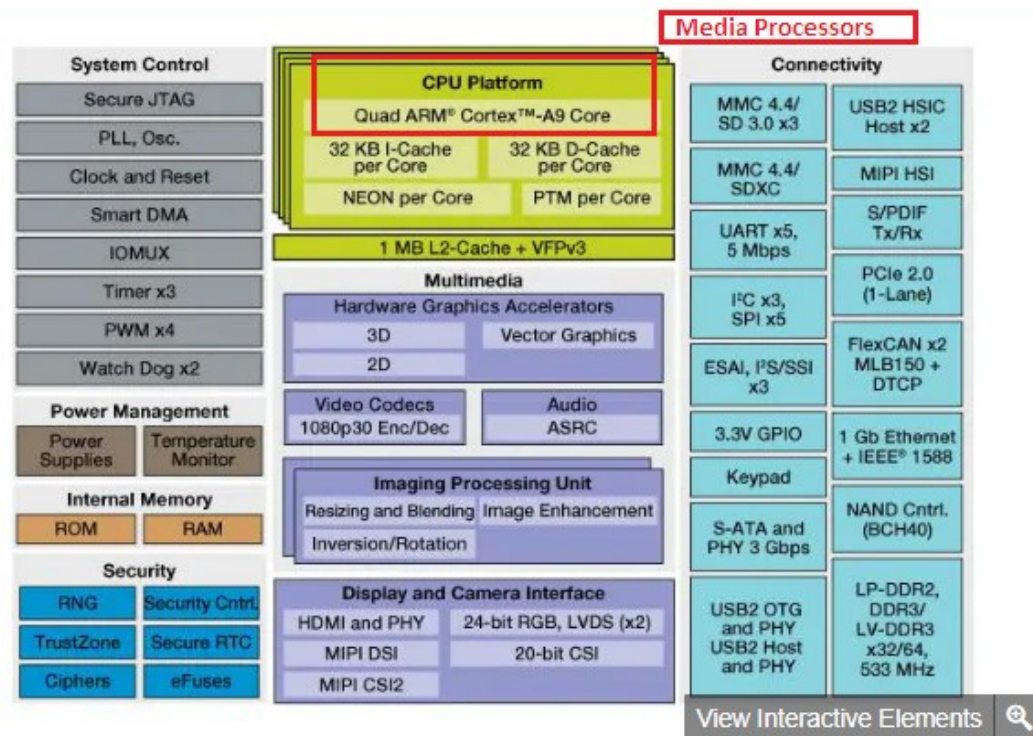 Media Processors
System Control
Secure JTAG
PLL, Osc.
Clock and Reset
Smart DMA
IOMUX
Timer x3
PWM x4
Watch Dog x2
Power Management
Power
Supplies
Temperature
Monitor
Internal Memory
ROM
RAM
Security
RNG
Security Cntrl.
TrustZone
Secure RTC
Ciphers
eFuses
CPU Platform
Quad ARM® Cortex™-A9 Core
32 KB I-Cache
per Core
32 KB D-Cache
per Core
NEON per Core
PTM per Core
1 MB L2-Cache + VFPv3
Multimedia
Hardware Graphics Accelerators
3D
Vector Graphics
2D
Video Codecs
1080p30 Enc/Dec
Audio
ASRC
Imaging Processing Unit
Resizing and Blending
Image Enhancement
Inversion/Rotation
Display and Camera Interface
HDMI and PHY
24-bit RGB, LVDS (x2)
MIPI DSI
20-bit CSI
MIPI CSI2
Connectivity
MMC 4.4/
SD 3.0 x3
MMC 4.4/
SDXC
UART x5,
5 Mbps
I²C x3,
SPI x5
ESAI, I²S/SSI
x3
3.3V GPIO
Keypad
S-ATA and
PHY 3 Gbps
USB2 OTG
and PHY
USB2 Host
and PHY
USB2 HSIC
Host x2
MIPI HSI
S/PDIF
Tx/Rx
PCIe 2.0
(1-Lane)
FlexCAN x2
MLB150 +
DTCP
1 Gb Ethernet
+ IEEE® 1588
NAND Cntrl.
(BCH40)
LP-DDR2,
DDR3/
LV-DDR3
x32/64,
533 MHz
View Interactive Elements